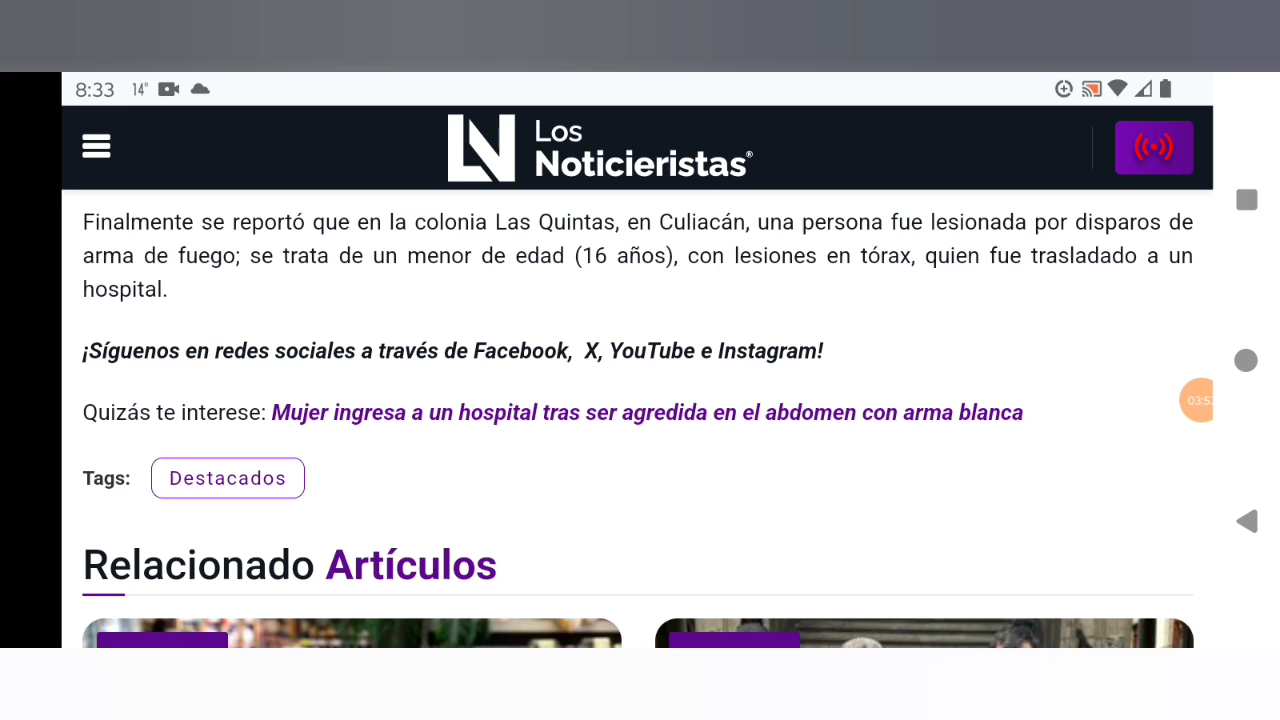 8:33 14°
Los
Noticieristas®
Finalmente se reportó que en la colonia Las Quintas, en Culiacán, una persona fue lesionada por disparos de
arma de fuego; se trata de un menor de edad (16 años), con lesiones en tórax, quien fue trasladado a un
hospital.
¡Síguenos en redes sociales a través de Facebook, X, YouTube e Instagram!
03:53
Quizás te interese: Mujer ingresa a un hospital tras ser agredida en el abdomen con arma blanca
Tags: Destacados
Relacionado Artículos